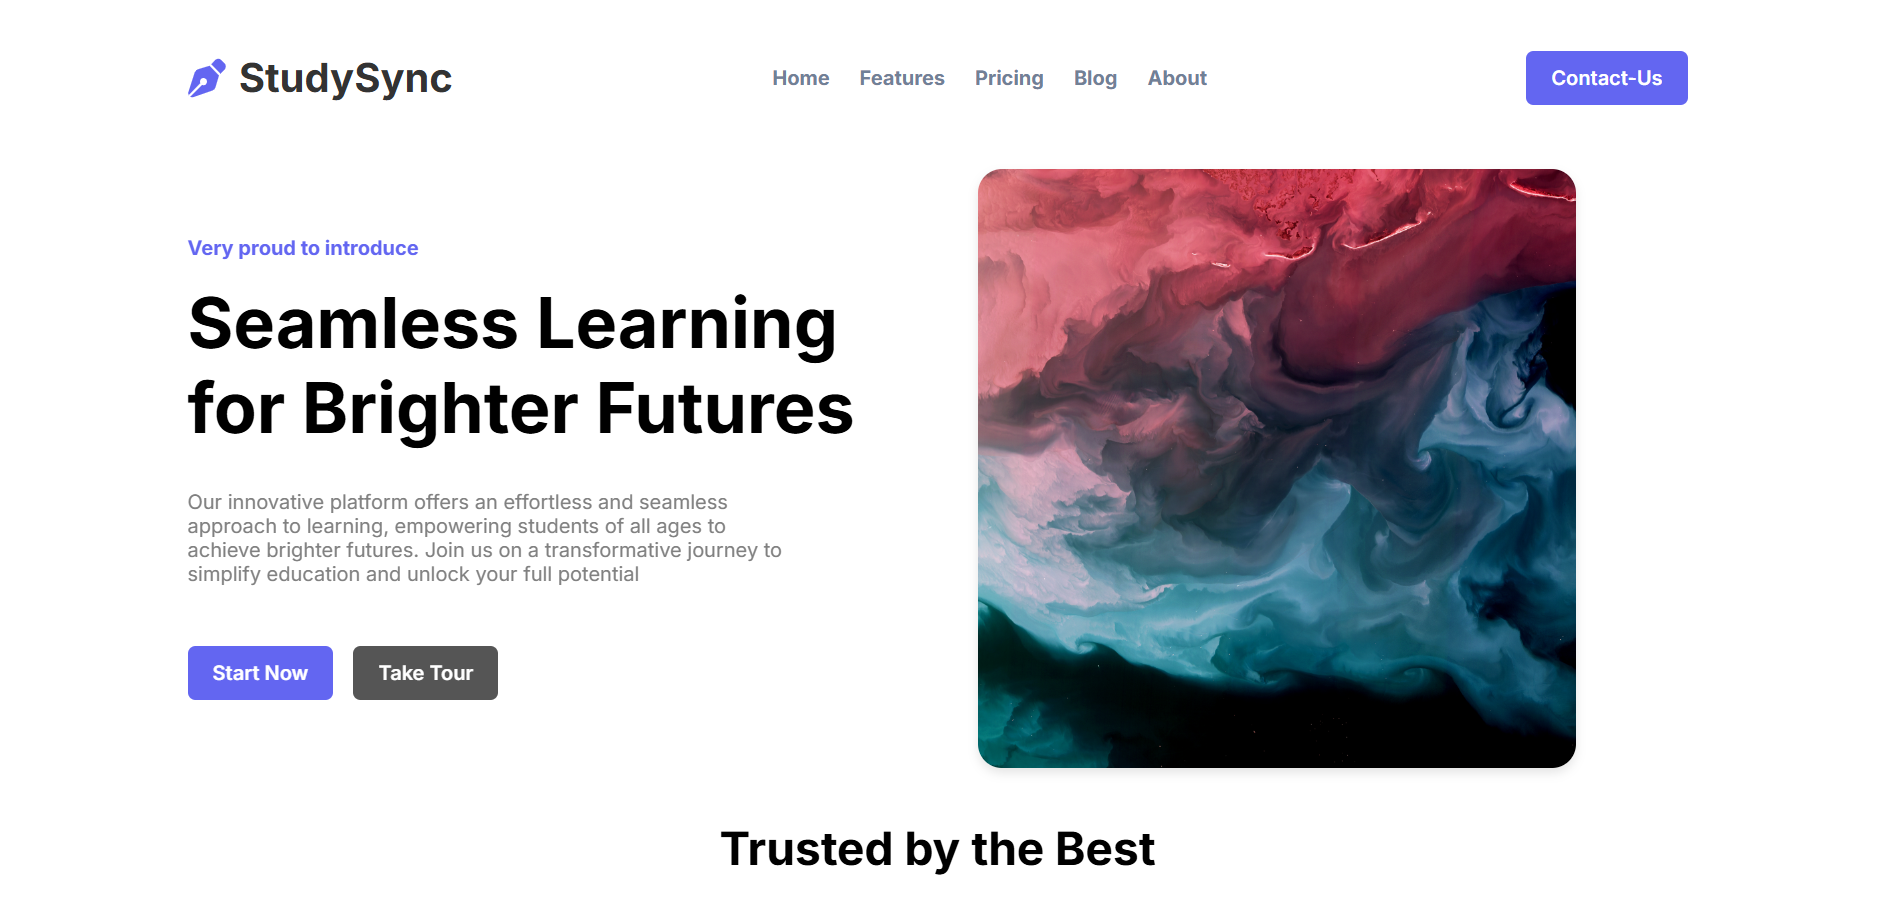 StudySync
Home Features Pricing Blog About
Contact-Us
Very proud to introduce
Seamless Learning
for Brighter Futures
Our innovative platform offers an effortless and seamless
approach to learning, empowering students of all ages to
achieve brighter futures. Join us on a transformative journey to
simplify education and unlock your full potential
Start Now
Take Tour
Trusted by the Best